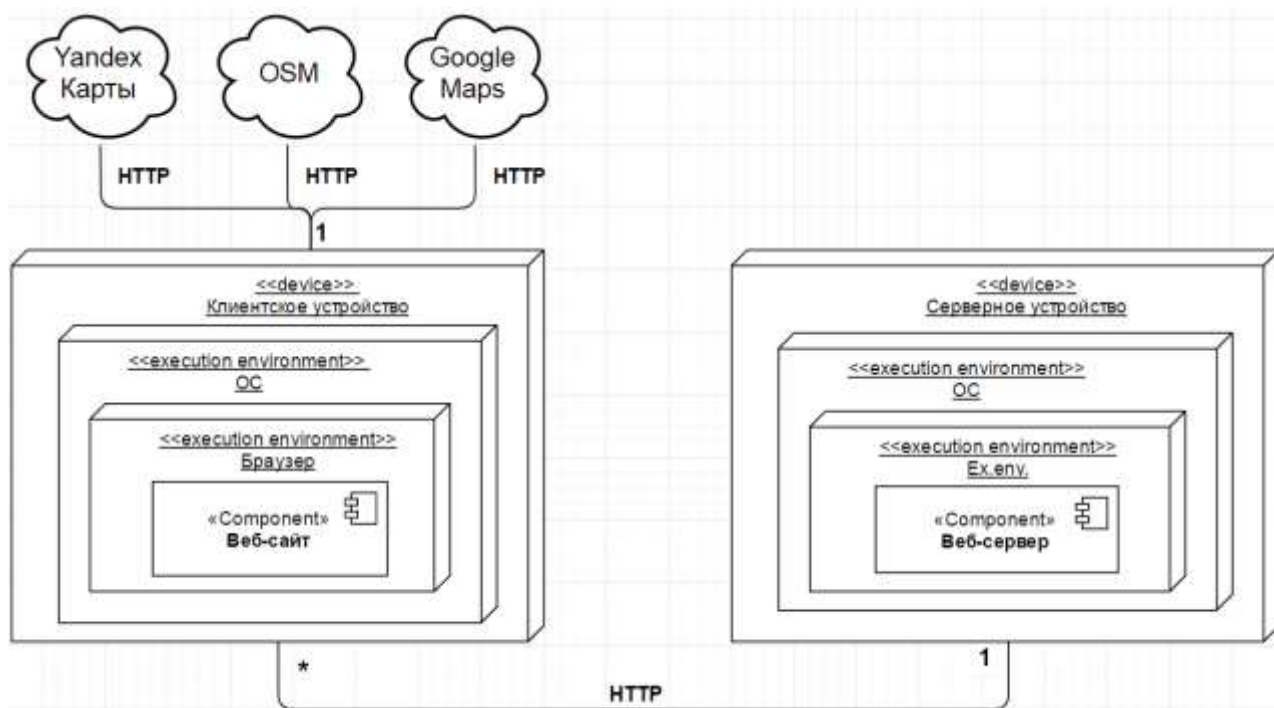 Yandex
Карты
OSM
Google
Maps
HTTP
HTTP
HTTP
1
<<device>>
Клиентское устройство
<<execution environment>>
ОС
<<execution environment>>
Браузер
«Component»
Веб-сайт
<<device>>
Серверное устройство
<<execution environment>>
ОС
<<execution environment>>
Ex.env.
«Component»
Веб-сервер
*
1
HTTP